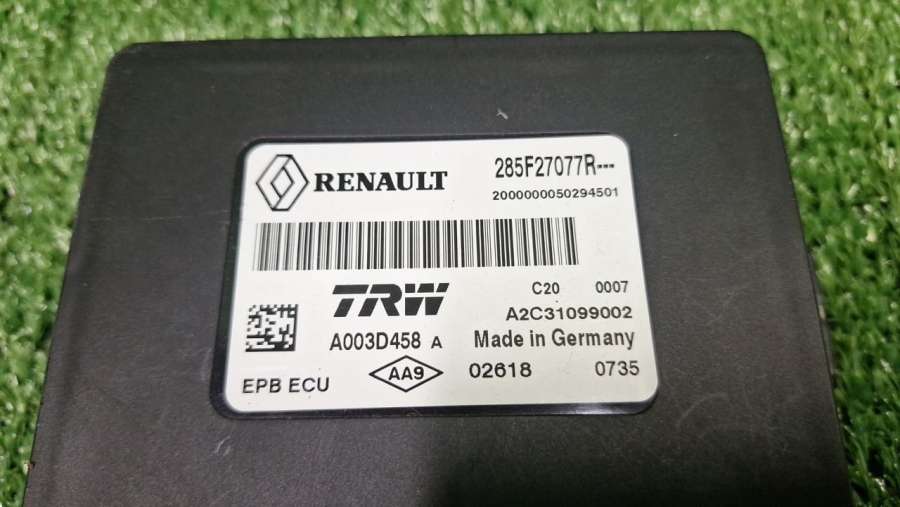 RENAULT
285F27077R---
2000000050294501
TRW
C20 0007
A2C31099002
A003D458 A
Made in Germany
EPB ECU
AA9
02618 0735